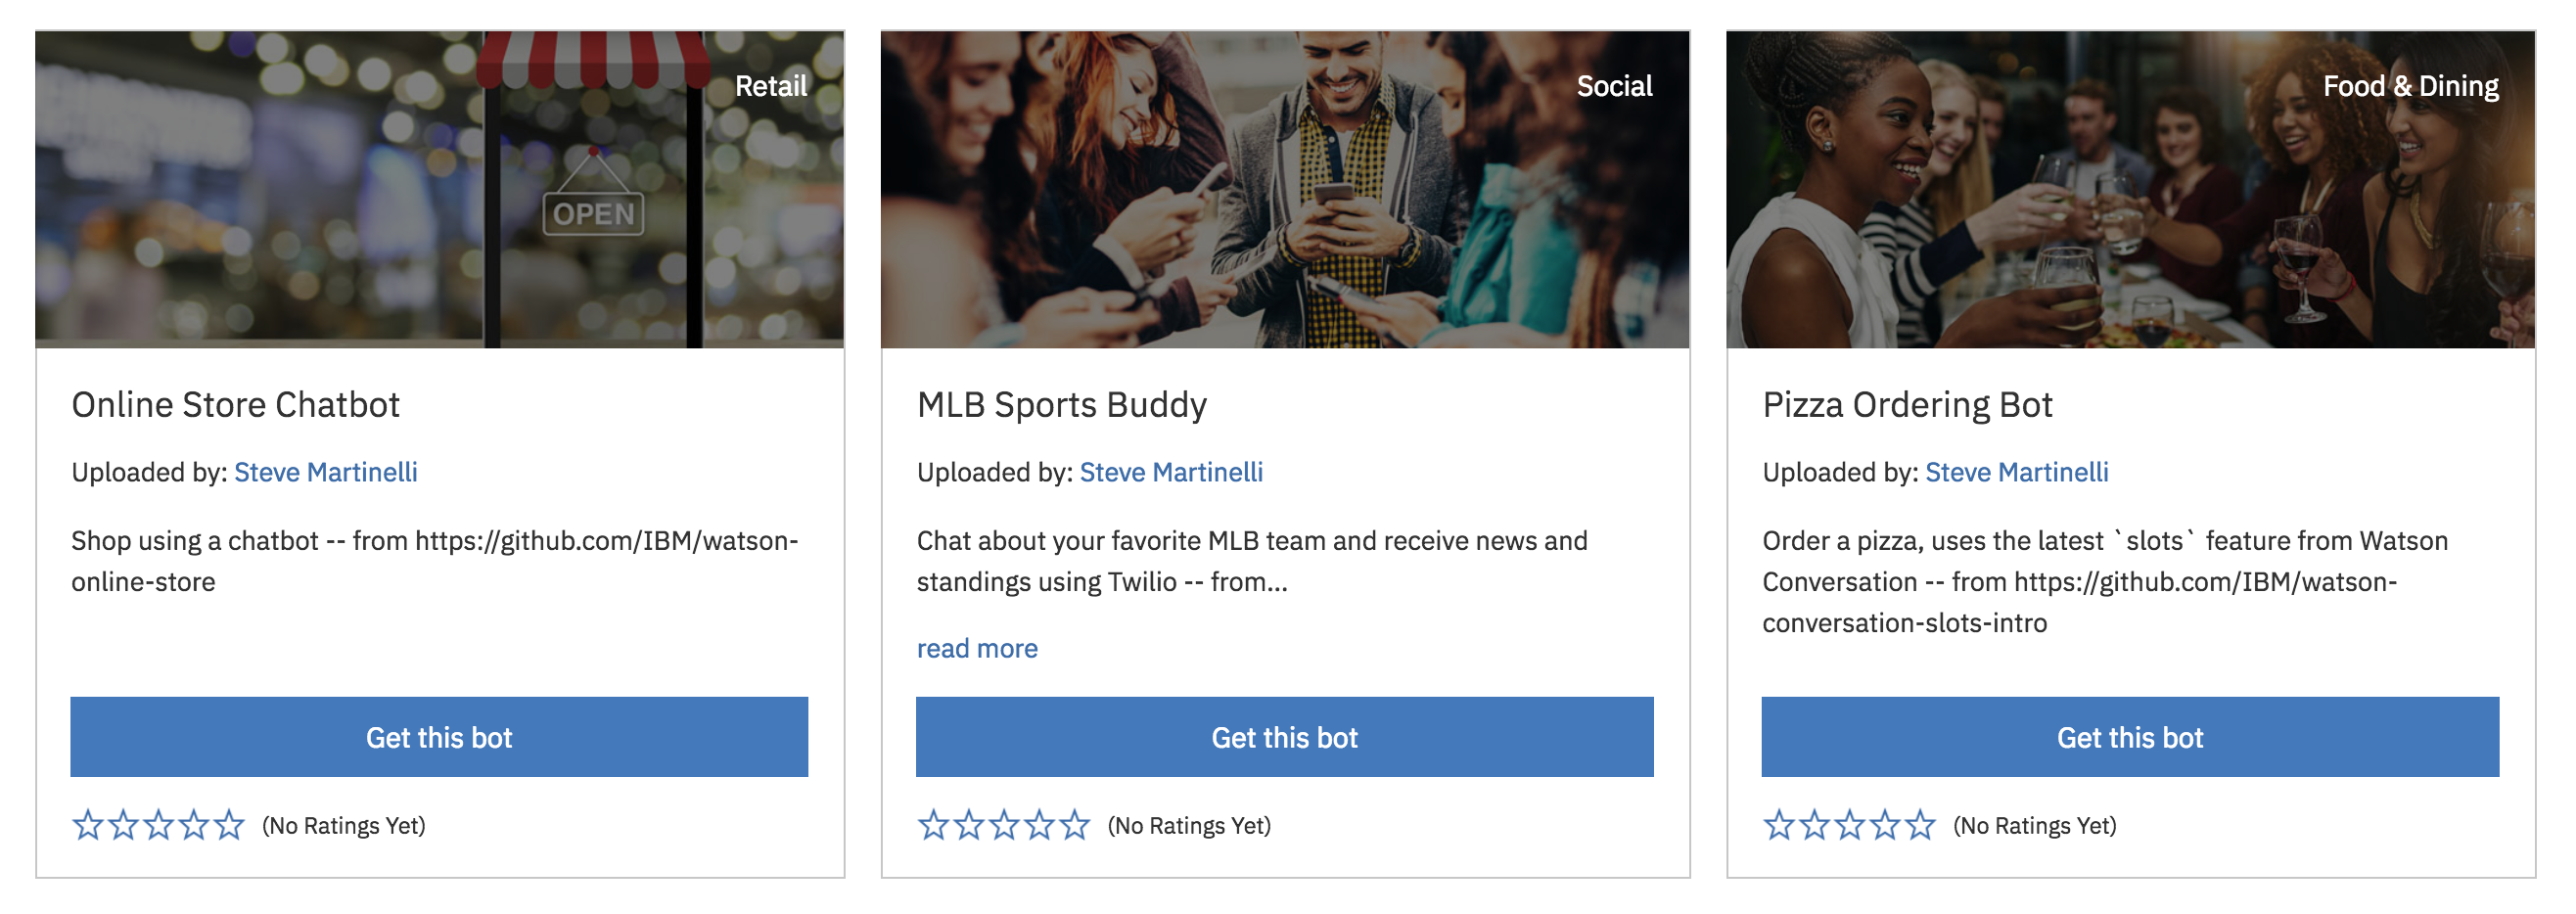 Retail
OPEN
Online Store Chatbot
Uploaded by: Steve Martinelli
Shop using a chatbot -- from https://github.com/IBM/watson-
online-store
Get this bot
(No Ratings Yet)
Social
MLB Sports Buddy
Uploaded by: Steve Martinelli
Chat about your favorite MLB team and receive news and
standings using Twilio -- from...
read more
Get this bot
(No Ratings Yet)
Food & Dining
Pizza Ordering Bot
Uploaded by: Steve Martinelli
Order a pizza, uses the latest `slots` feature from Watson
Conversation -- from https://github.com/IBM/watson-
conversation-slots-intro
Get this bot
(No Ratings Yet)